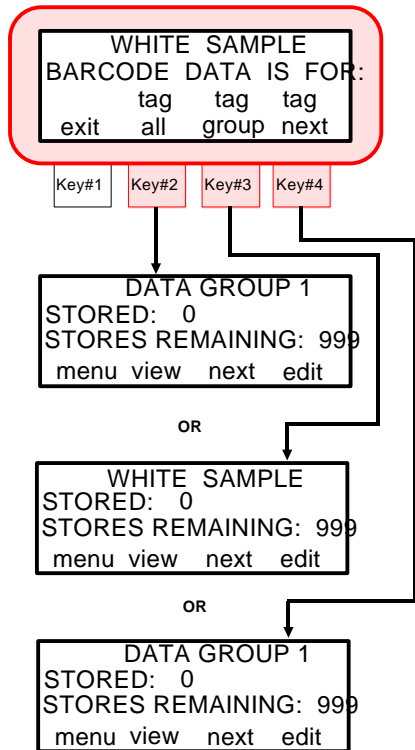 WHITE SAMPLE
BARCODE DATA IS FOR:
tag tag tag
exit all group next
Key#1 Key#2 Key#3 Key#4
DATA GROUP 1
STORED: 0
STORES REMAINING: 999
menu view next edit
OR
WHITE SAMPLE
STORED: 0
STORES REMAINING: 999
menu view next edit
OR
DATA GROUP 1
STORED: 0
STORES REMAINING: 999
menu view next edit